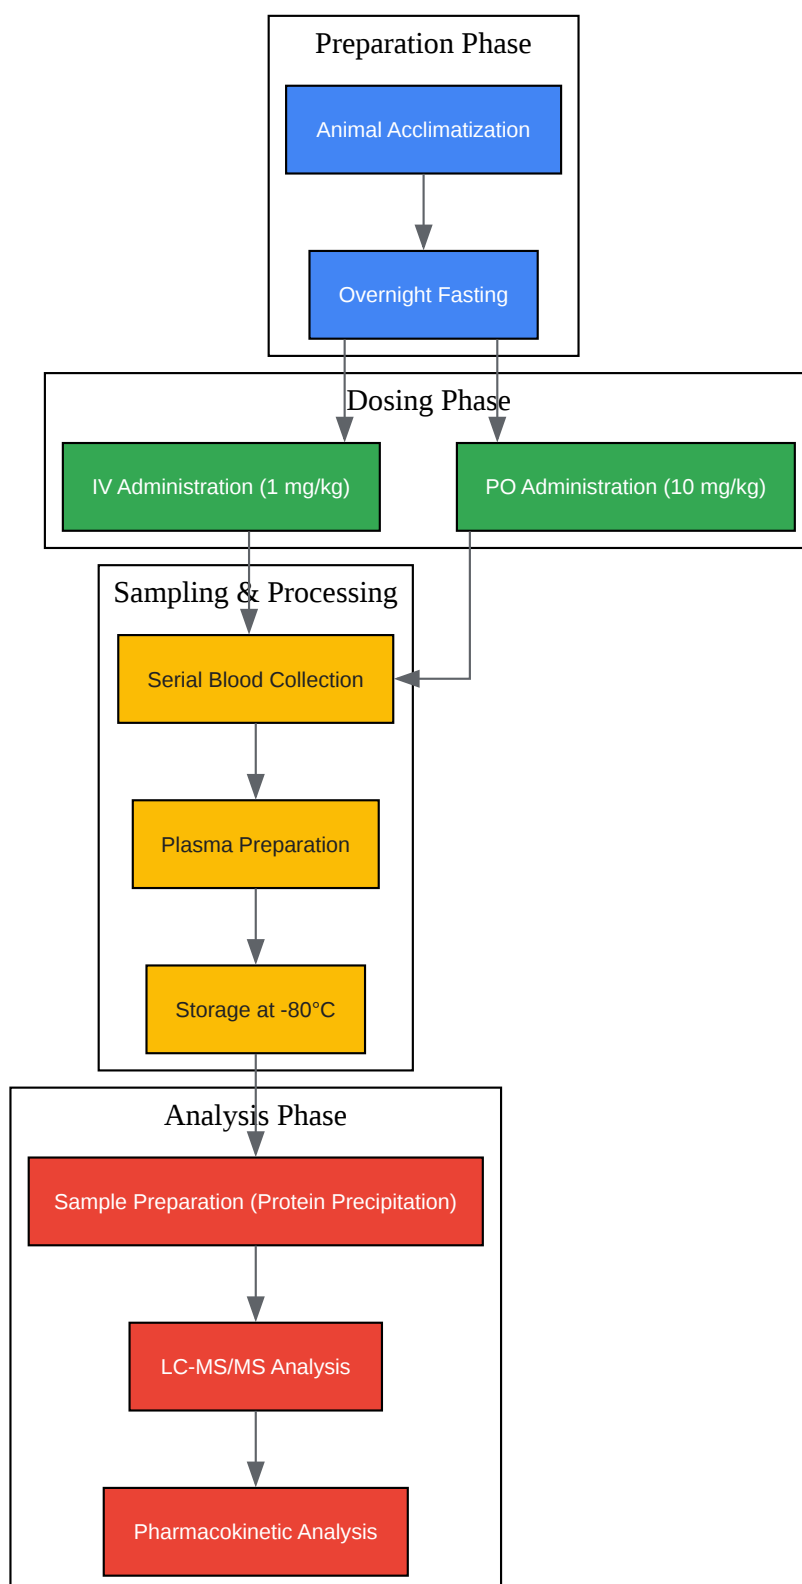 Preparation Phase
Animal Acclimatization
Overnight Fasting
Dosing Phase
IV Administration (1 mg/kg)
PO Administration (10 mg/kg)
Sampling & Processing
Serial Blood Collection
Plasma Preparation
Storage at -80°C
Analysis Phase
Sample Preparation (Protein Precipitation)
LC-MS/MS Analysis
Pharmacokinetic Analysis